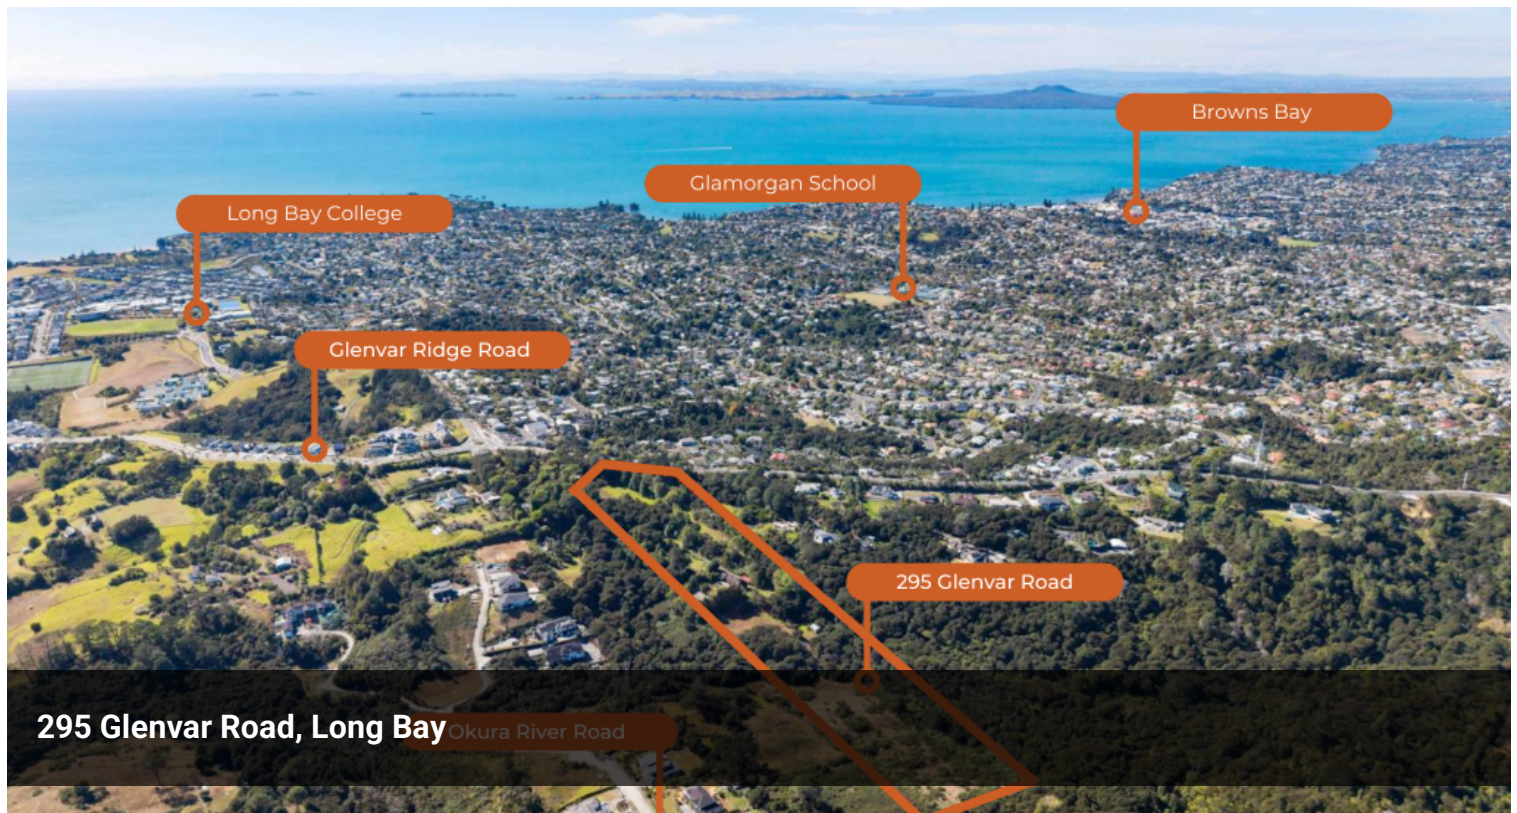 Browns Bay
Glamorgan School
Long Bay College
Glenvar Ridge Road
295 Glenvar Road
295 Glenvar Road, Long Bay
Okura River Road